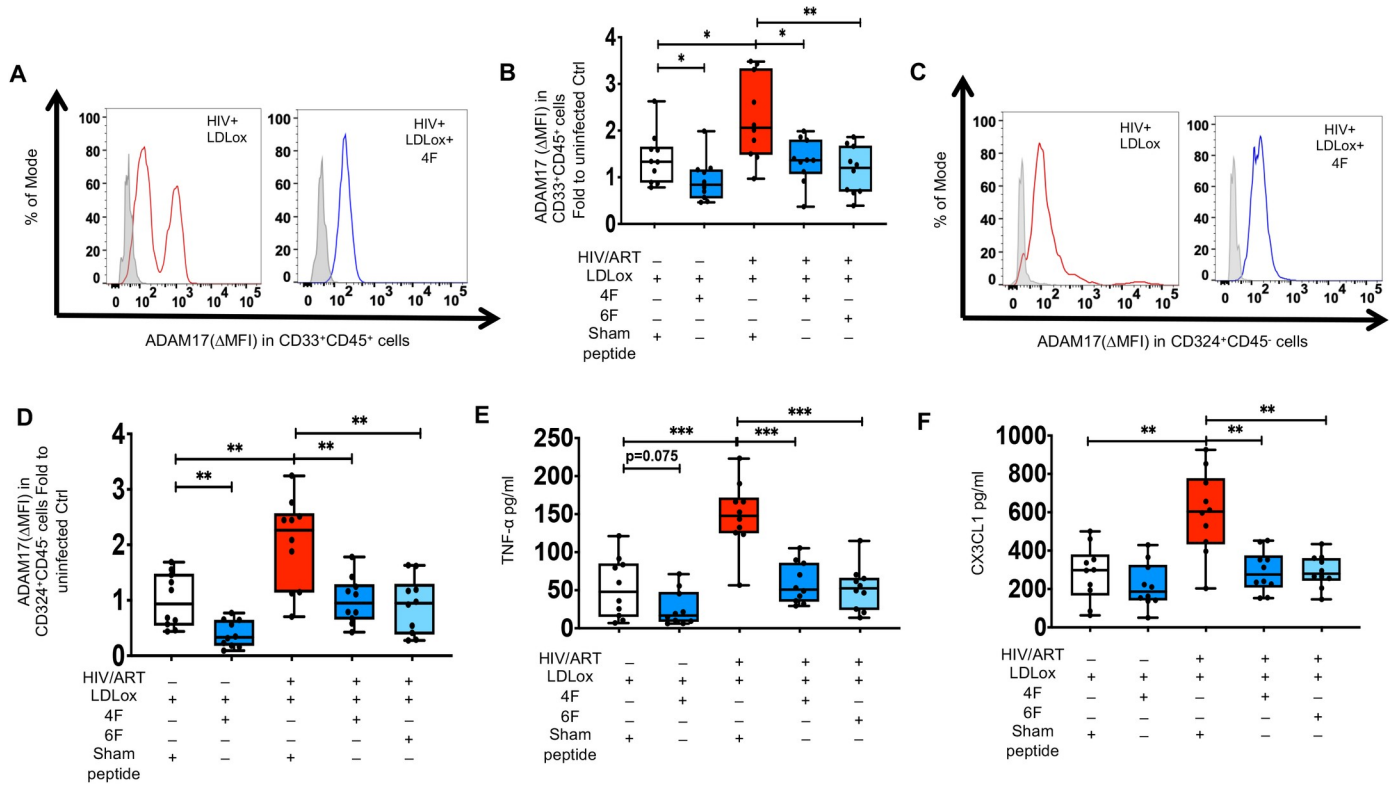 A
HIV+
LDLox
HIV+
LDLox+
4F
% of Mode
100
80
60
40
20
0
0 10² 10³ 10⁴ 10⁵
100
80
60
40
20
0
0 10² 10³ 10⁴ 10⁵
ADAM17(ΔMFI) in CD33⁺CD45⁺ cells
B
ADAM17 (ΔMFI) in
CD33⁺CD45⁺ cells
Fold to uninfected Ctrl
4
3
2
1
0
* * * **
HIV/ART – – + + +
LDLox + + + + +
4F – + – + –
6F – – – – +
Sham
peptide + – + – –
C
HIV+
LDLox
HIV+
LDLox+
4F
% of Mode
100
80
60
40
20
0
0 10² 10³ 10⁴ 10⁵
100
80
60
40
20
0
0 10² 10³ 10⁴ 10⁵
ADAM17(ΔMFI) in CD324⁺CD45⁻ cells
D
ADAM17(ΔMFI) in
CD324⁺CD45⁻ cells Fold to
uninfected Ctrl
4
3
2
1
0
** ** ** **
HIV/ART – – + + +
LDLox + + + + +
4F – + – + –
6F – – – – +
Sham + – + – –
peptide
E
TNF-α pg/ml
250
200
150
100
50
0
p=0.075 *** *** ***
HIV/ART – – + + +
LDLox + + + + +
4F – + – + –
6F – – – – +
Sham + – + – –
peptide
F
CX3CL1 pg/ml
1000
800
600
400
200
0
** ** **
HIV/ART – – + + +
LDLox + + + + +
4F – + – + –
6F – – – – +
Sham + – + – –
peptide